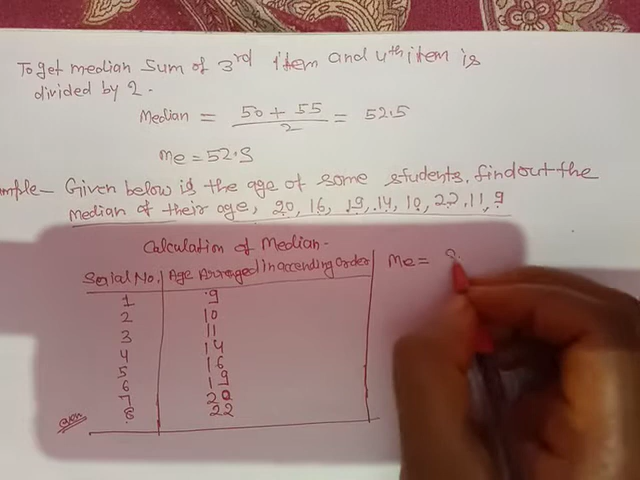 To get median sum of 3rd item and 4th item is
divided by 2.
Median = 50 + 55 / 2 = 52.5
Me = 52.5
mple- Given below is the age of some students. find out the
median of their age, 20, 16, 19, 14, 10, 22, 11, 9
Calculation of Median-
Serial No. Age Arranged in accending order Me =
1 9
2 10
3 11
4 14
5 16
6 19
7 20
8 22